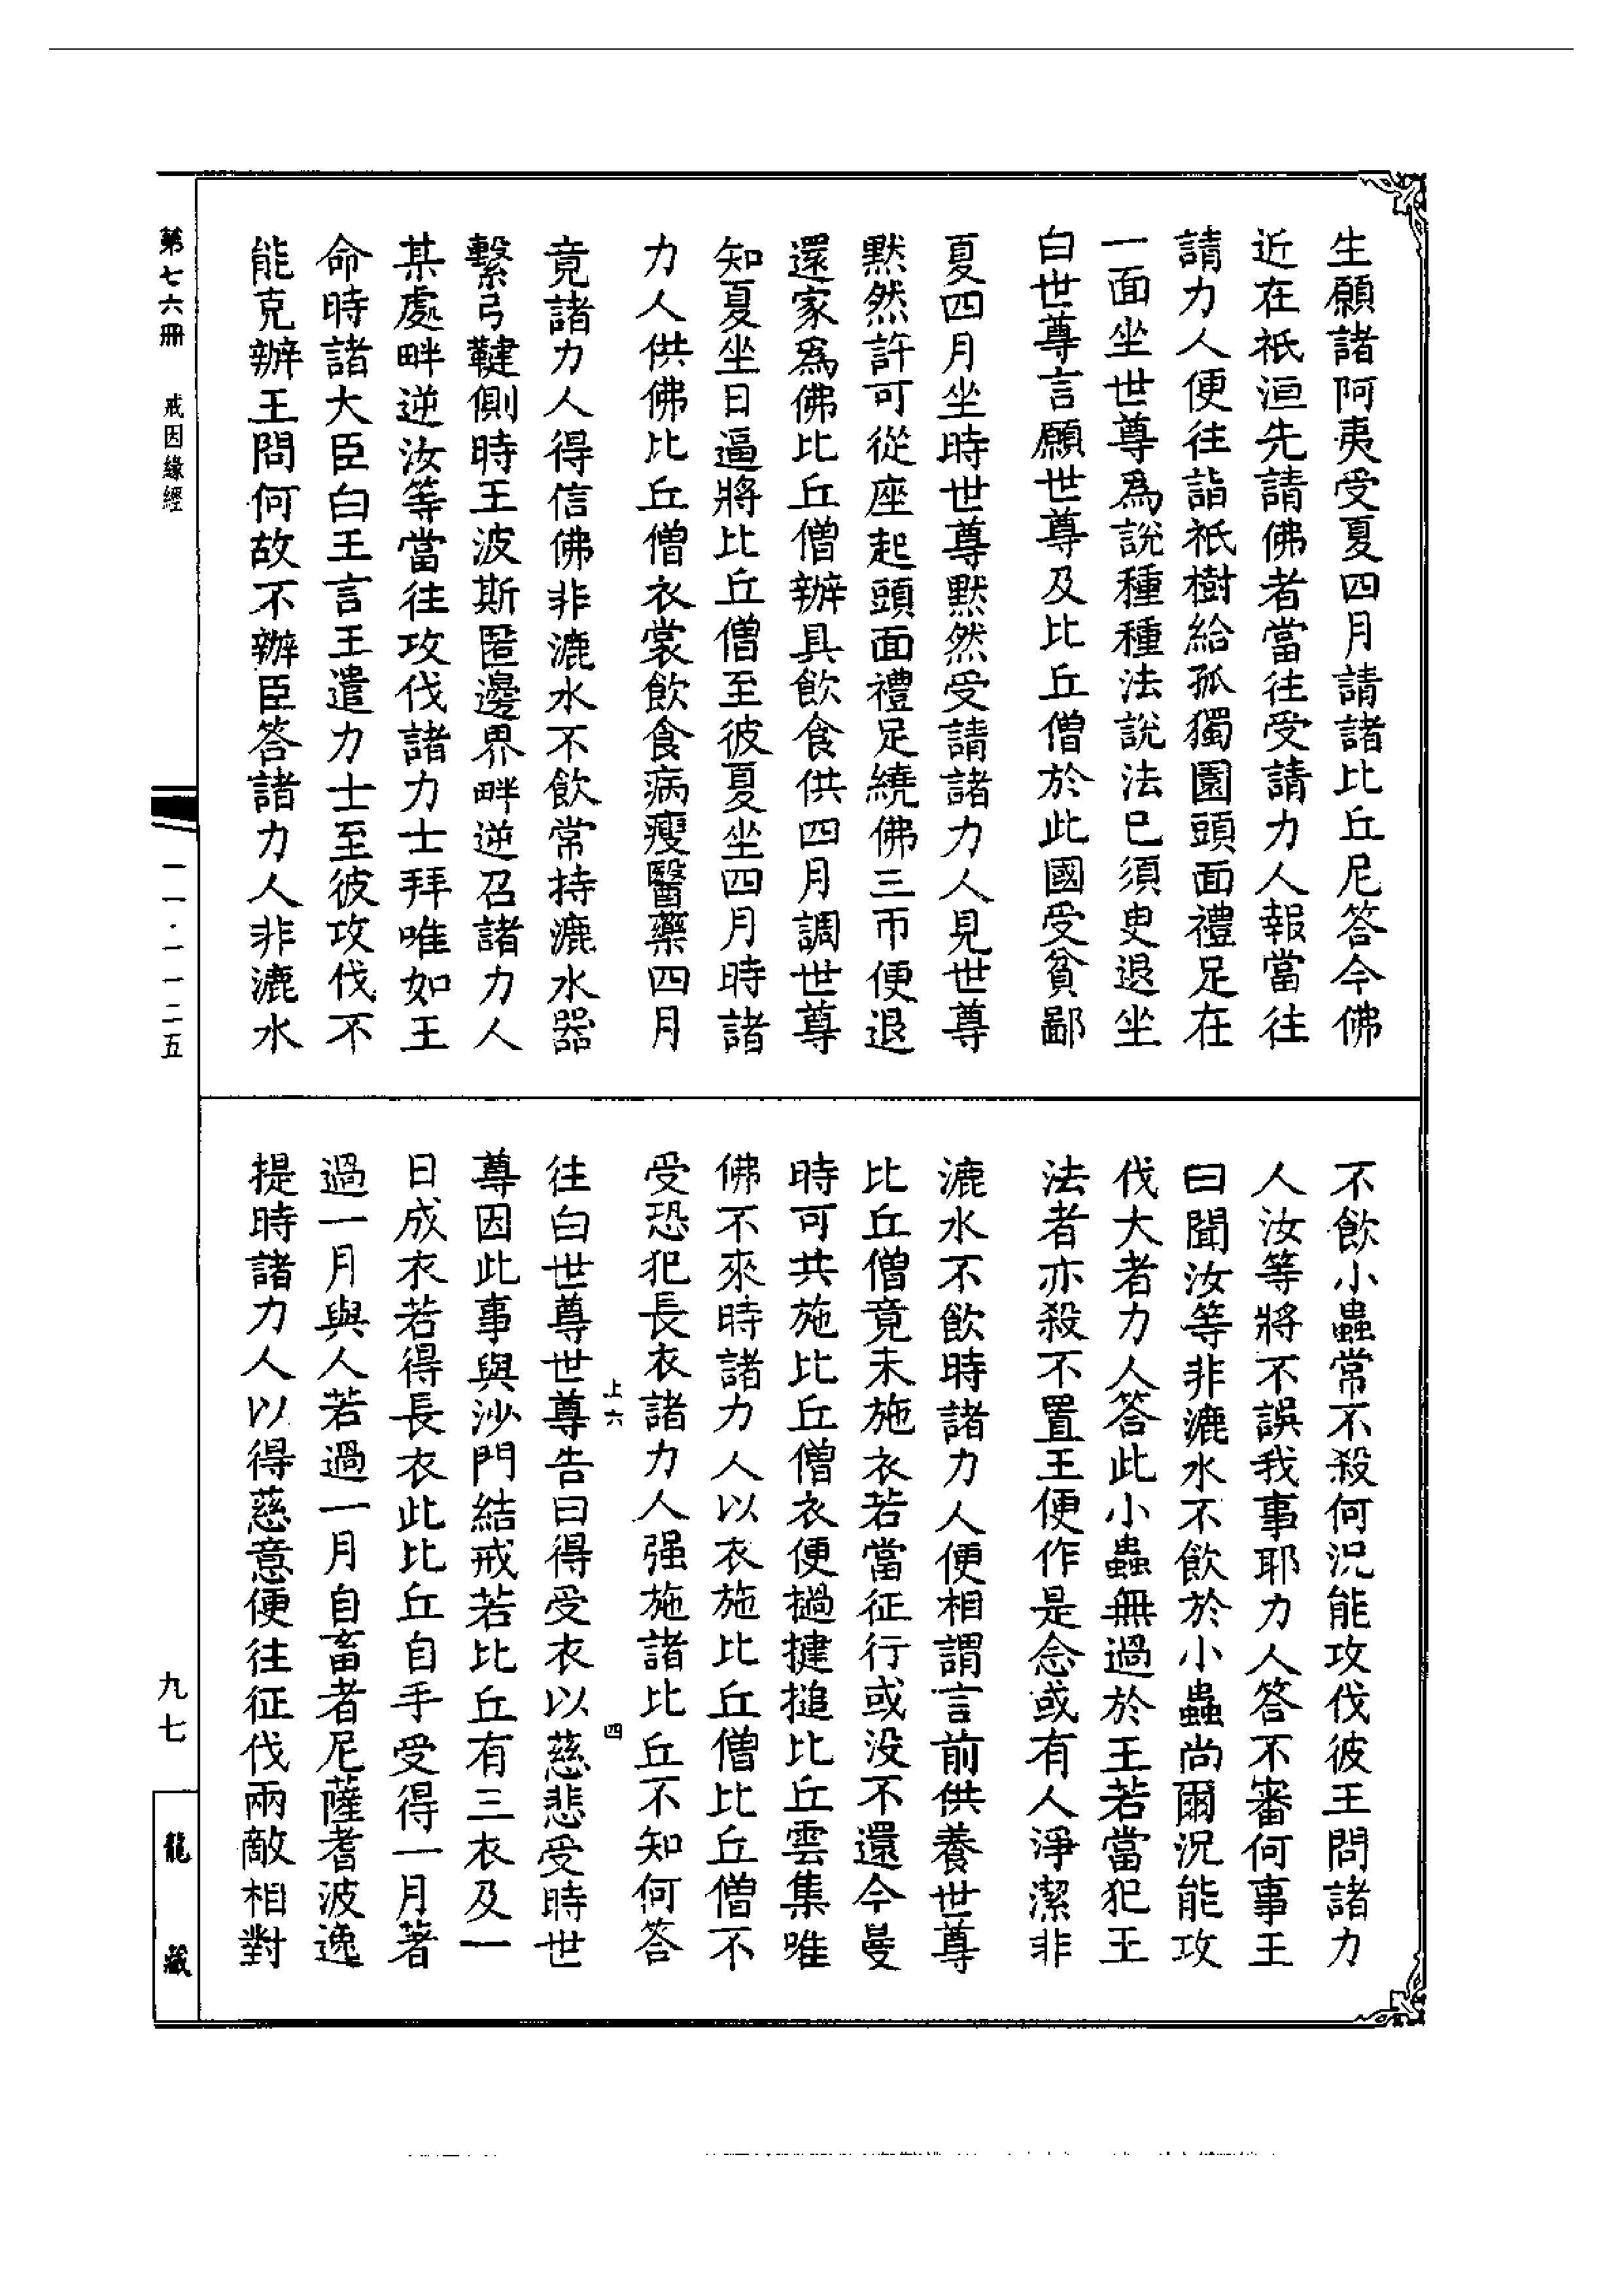 生願諸阿夷受夏四月請諸比丘尼答今佛
近在祇洹先請佛者當往受請力人報當往
請力人便往詣祇樹給孤獨園頭面禮足在
一面坐世尊爲說種種法說法已須史退坐
白世尊言願世尊及比丘僧於此國受貧鄙
夏四月坐時世尊默然受請諸力人見世尊
默然許可從座起頭面禮足繞佛三帀便退
還家爲佛比丘僧辦具飲食供四月調世尊
知夏坐日逼將比丘僧至彼夏坐四月時諸
力人供佛比丘僧衣裳飲食病瘦醫藥四月
竟諸力人得信佛非漉水不飲常持漉水器
繫弓鞬側時王波斯匿邊界畔逆召諸力人
某處畔逆汝等當往攻伐諸力士拜唯如王
命時諸大臣白王言王遣力士至彼攻伐不
能克辦王問何故不辦臣答諸力人非漉水
不飲小蟲常不殺何況能攻伐彼王問諸力
人汝等將不誤我事耶力人答不審何事王
曰聞汝等非漉水不飲於小蟲尚爾況能攻
伐大者力人答此小蟲無過於王若當犯王
法者亦殺不置王便作是念或有人淨潔非
漉水不飲時諸力人便相謂言前供養世尊
比丘僧竟未施衣若當征行或沒不還今曼
時可共施比丘僧衣便撾揵搥比丘雲集唯
佛不來時諸力人以衣施比丘僧比丘僧不
受恐犯長衣諸力人强施諸比丘不知何答
上六 四
往白世尊世尊告曰得受衣以慈悲受時世
尊因此事與沙門結戒若比丘有三衣及一
日成衣若得長衣此比丘自手受得一月著
過一月與人若過一月自畜者尼薩耆波逸
提時諸力人以得慈意便往征伐兩敵相對
第七六冊 戒因緣經
一一·一一二五
九七
龍藏